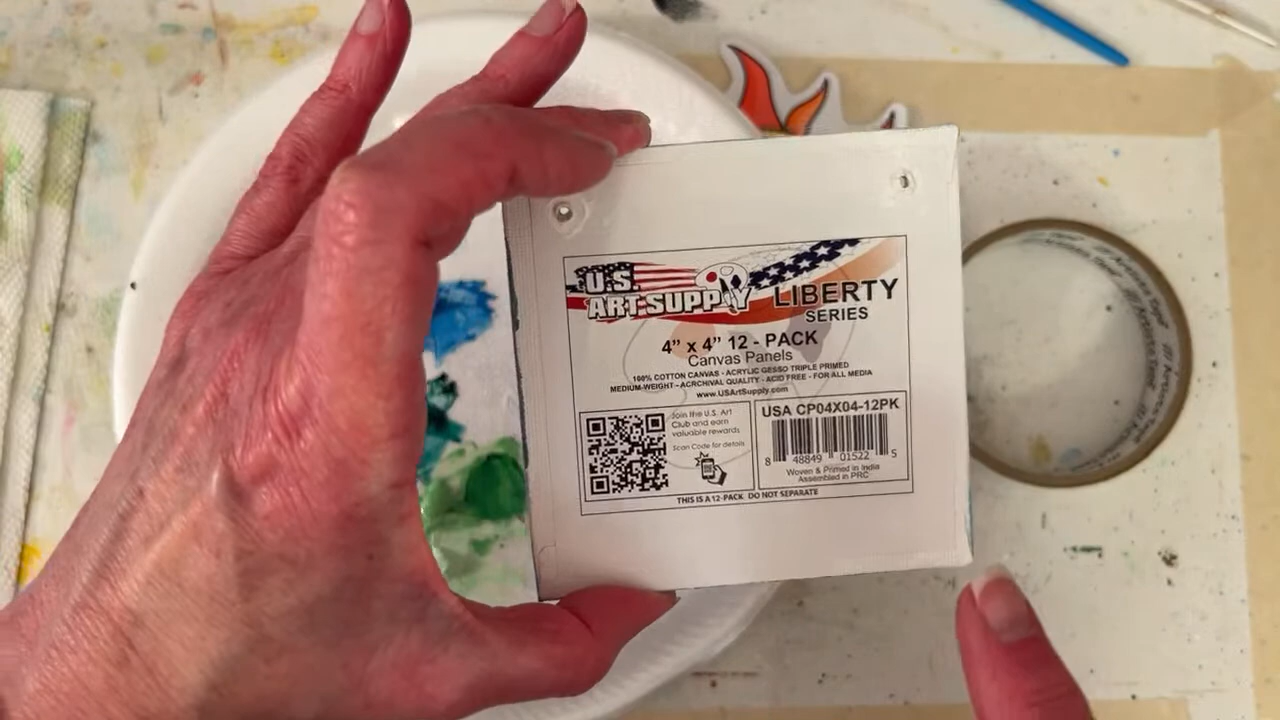 U.S.
ART SUPPLY
LIBERTY
SERIES
4” x 4” 12 - PACK
Canvas Panels
100% COTTON CANVAS - ACRYLIC GESSO TRIPLE PRIMED
MEDIUM-WEIGHT - ACRCHIVAL QUALITY - ACID FREE - FOR ALL MEDIA
www.USArtSupply.com
Join the U.S. Art
Club and earn
valuable rewards
Scan Code for details
USA CP04X04-12PK
8 48849 01522 5
Woven & Primed in India
Assembled in PRC
THIS IS A 12-PACK DO NOT SEPARATE